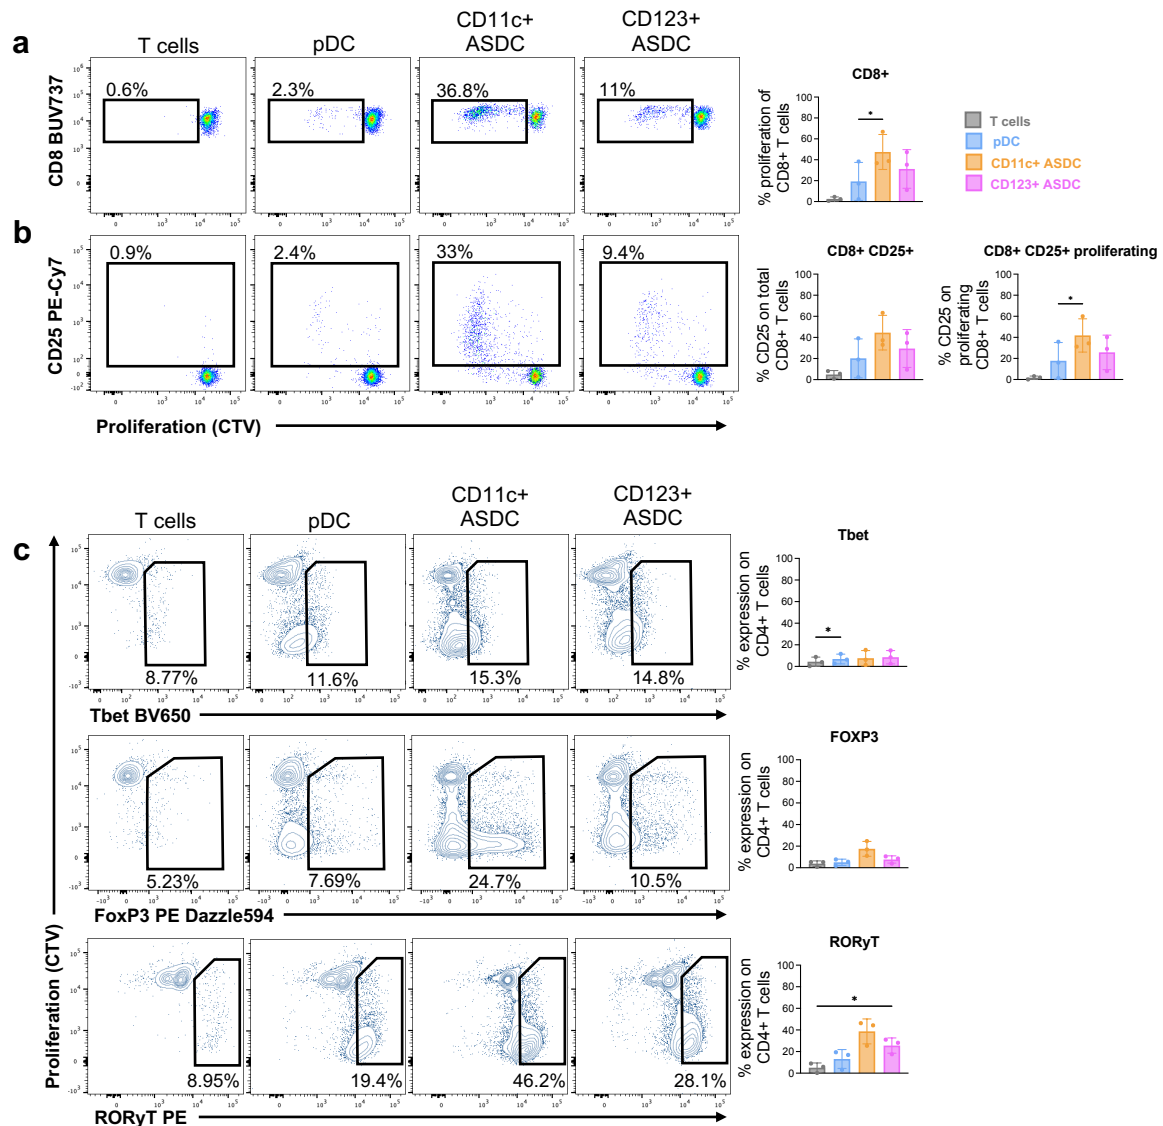 a
T cells
pDC
CD11c+
ASDC
CD123+
ASDC
CD8 BUV737
0.6%
2.3%
36.8%
11%
CD8+
% proliferation of
CD8+ T cells
T cells
pDC
CD11c+ ASDC
CD123+ ASDC
b
CD25 PE-Cy7
0.9%
2.4%
33%
9.4%
Proliferation (CTV)
CD8+ CD25+
% CD25 on total
CD8+ T cells
CD8+ CD25+ proliferating
% CD25 on
proliferating
CD8+ T cells
c
T cells
pDC
CD11c+
ASDC
CD123+
ASDC
8.77%
11.6%
15.3%
14.8%
Tbet BV650
Tbet
% expression on
CD4+ T cells
5.23%
7.69%
24.7%
10.5%
FoxP3 PE Dazzle594
FOXP3
% expression on
CD4+ T cells
Proliferation (CTV)
8.95%
19.4%
46.2%
28.1%
RORyT PE
RORyT
% expression on
CD4+ T cells